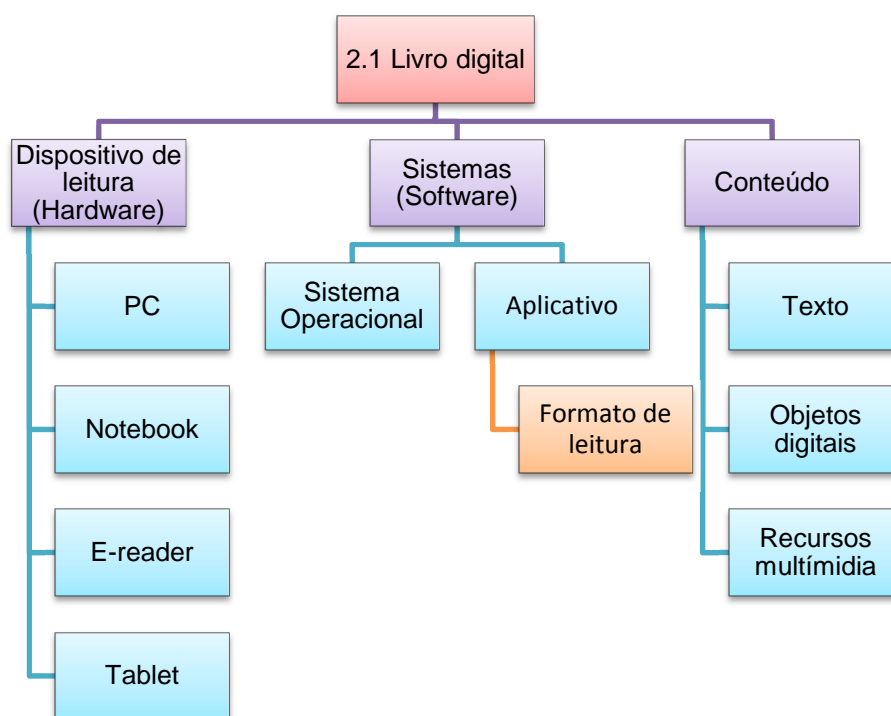 2.1 Livro digital
Dispositivo de
leitura
(Hardware)
PC
Notebook
E-reader
Tablet
Sistemas
(Software)
Sistema
Operacional
Aplicativo
Formato de
leitura
Conteúdo
Texto
Objetos
digitais
Recursos
multímidia